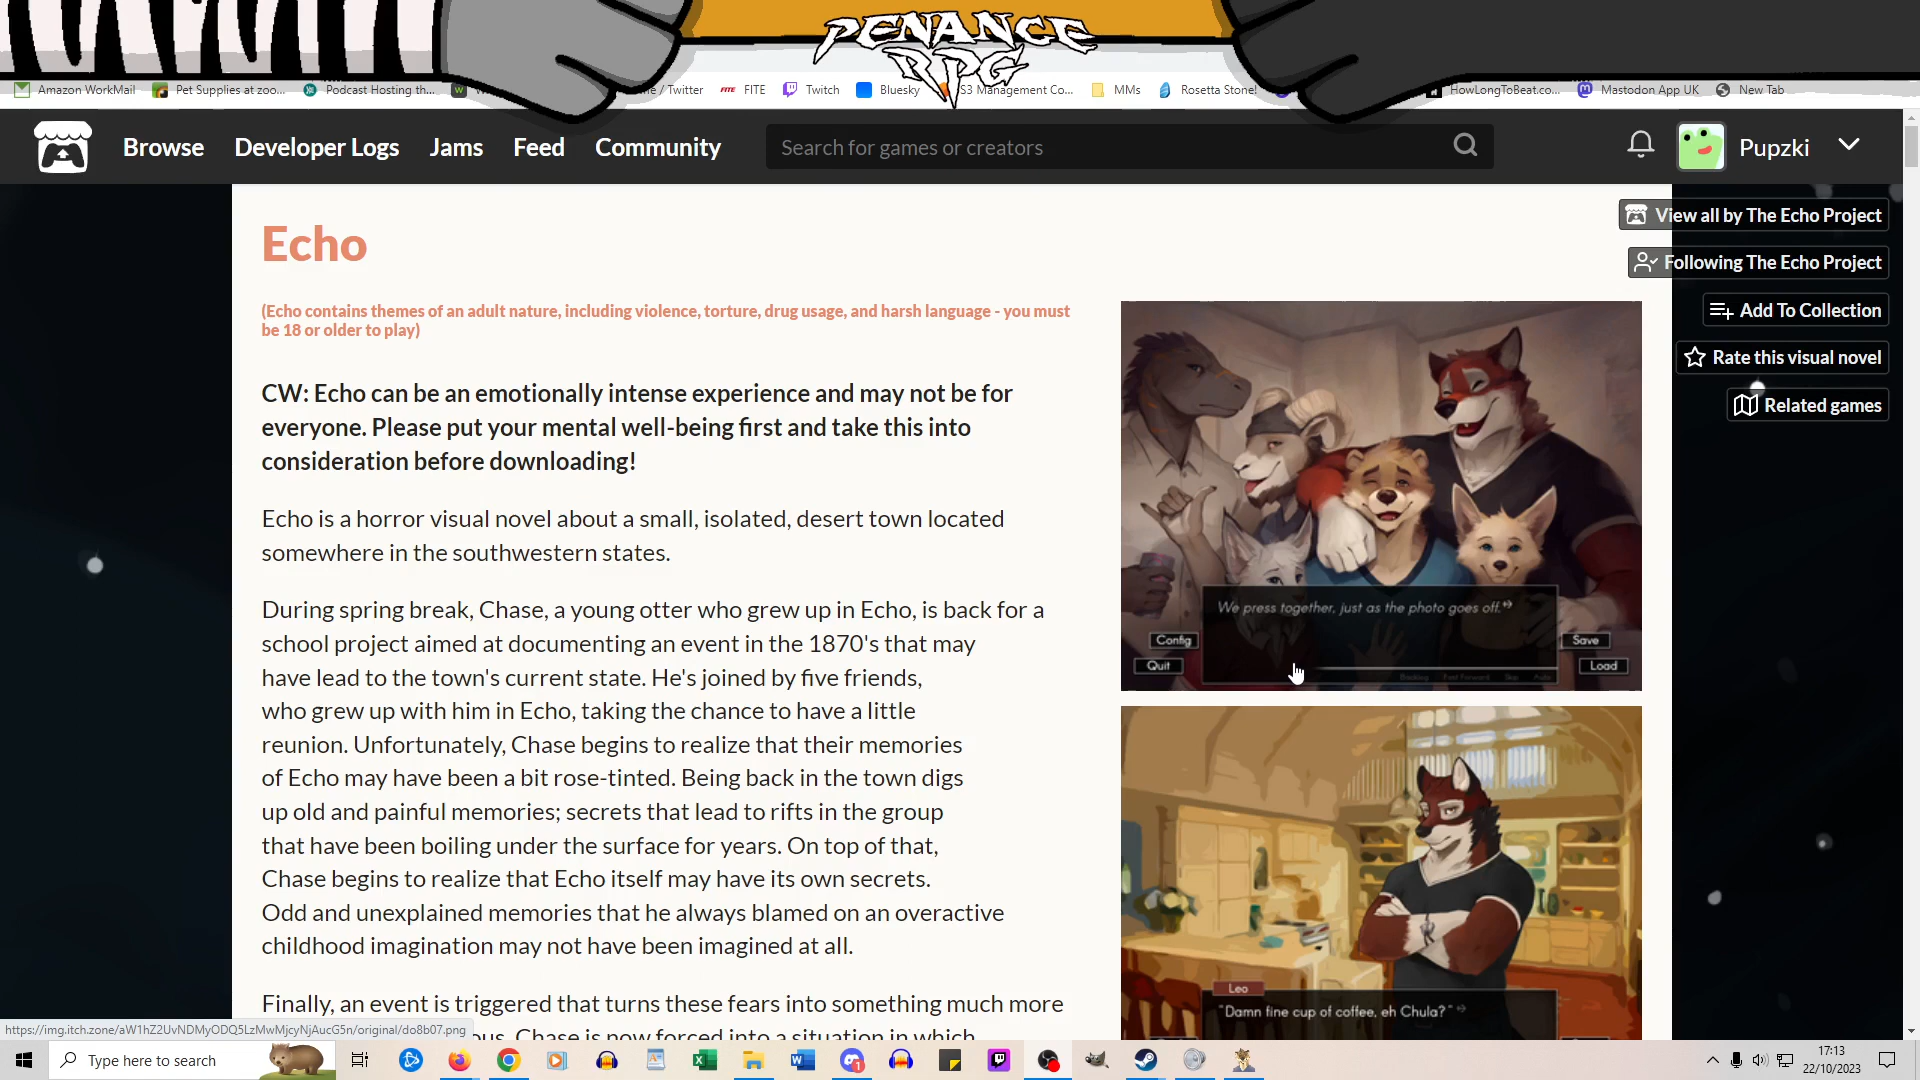 PENANCE
RPG
Amazon WorkMail
Pet Supplies at zoo...
Podcast Hosting th...
e / Twitter
FITE
Twitch
Bluesky
S3 Management Co...
MMs
Rosetta Stone!
HowLongToBeat.co...
Mastodon App UK
New Tab
Browse
Developer Logs
Jams
Feed
Community
Search for games or creators
Pupzki
View all by The Echo Project
Following The Echo Project
Add To Collection
Rate this visual novel
Related games
Echo
(Echo contains themes of an adult nature, including violence, torture, drug usage, and harsh language - you must
be 18 or older to play)
CW: Echo can be an emotionally intense experience and may not be for
everyone. Please put your mental well-being first and take this into
consideration before downloading!
Echo is a horror visual novel about a small, isolated, desert town located
somewhere in the southwestern states.
During spring break, Chase, a young otter who grew up in Echo, is back for a
school project aimed at documenting an event in the 1870's that may
have lead to the town's current state. He's joined by five friends,
who grew up with him in Echo, taking the chance to have a little
reunion. Unfortunately, Chase begins to realize that their memories
of Echo may have been a bit rose-tinted. Being back in the town digs
up old and painful memories; secrets that lead to rifts in the group
that have been boiling under the surface for years. On top of that,
Chase begins to realize that Echo itself may have its own secrets.
Odd and unexplained memories that he always blamed on an overactive
childhood imagination may not have been imagined at all.
Finally, an event is triggered that turns these fears into something much more
ous. Chase is now forced into a situation in which
We press together, just as the photo goes off.
Config
Save
Quit
Load
Leo
"Damn fine cup of coffee, eh Chula?"
https://img.itch.zone/aW1hZ2UvNDMyODQ5LzMwMjcyNjAucG5n/original/do8b07.png
Type here to search
17:13
22/10/2023